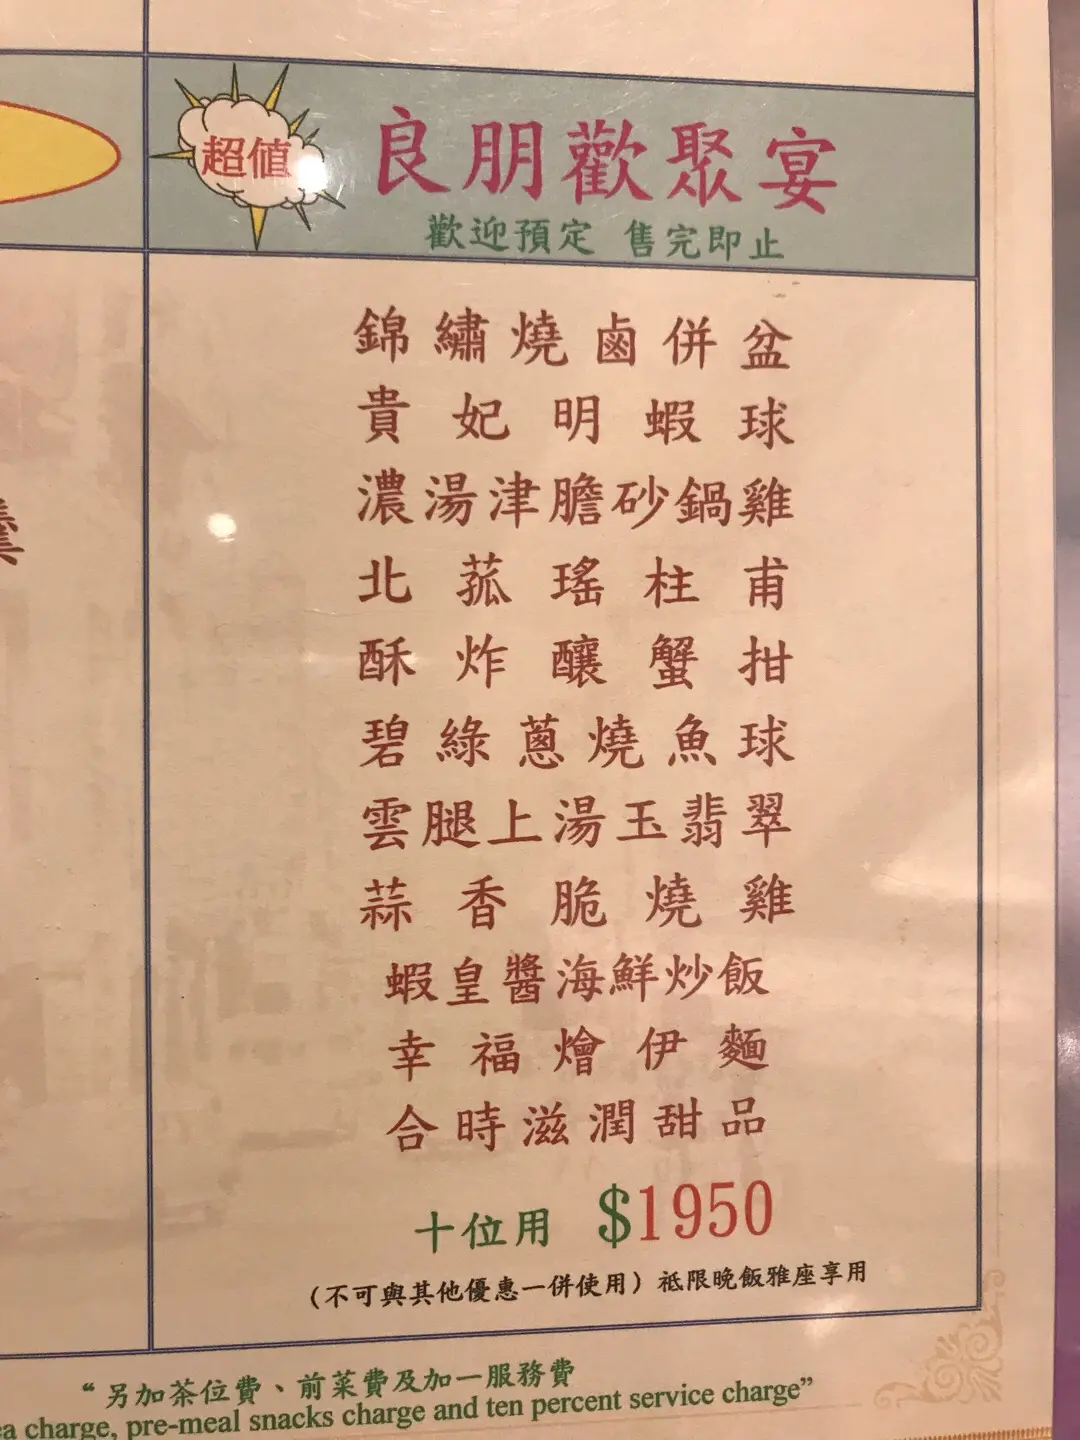 超值
良朋歡聚宴
歡迎預定 售完即止
錦繡燒鹵併盆
貴妃明蝦球
濃湯津膽砂鍋雞
北菰瑤柱甫
酥炸釀蟹拑
碧綠蔥燒魚球
雲腿上湯玉翡翠
蒜香脆燒雞
蝦皇醬海鮮炒飯
幸福燴伊麵
合時滋潤甜品
十位用 $1950
(不可與其他優惠一併使用) 祗限晚飯雅座享用
“另加茶位費、前菜費及加一服務費
charge, pre-meal snacks charge and ten percent service charge”